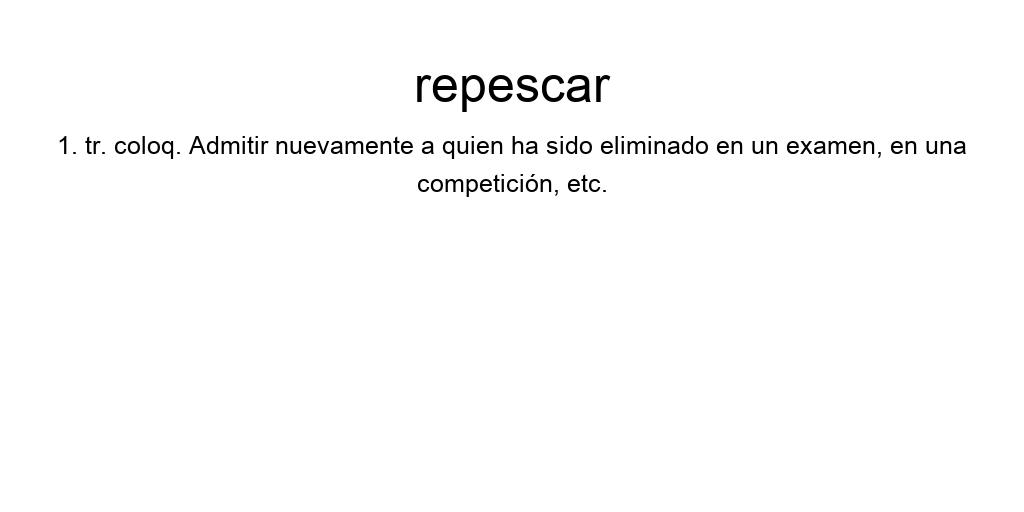 repescar
1. tr. coloq. Admitir nuevamente a quien ha sido eliminado en un examen, en una
competición, etc.